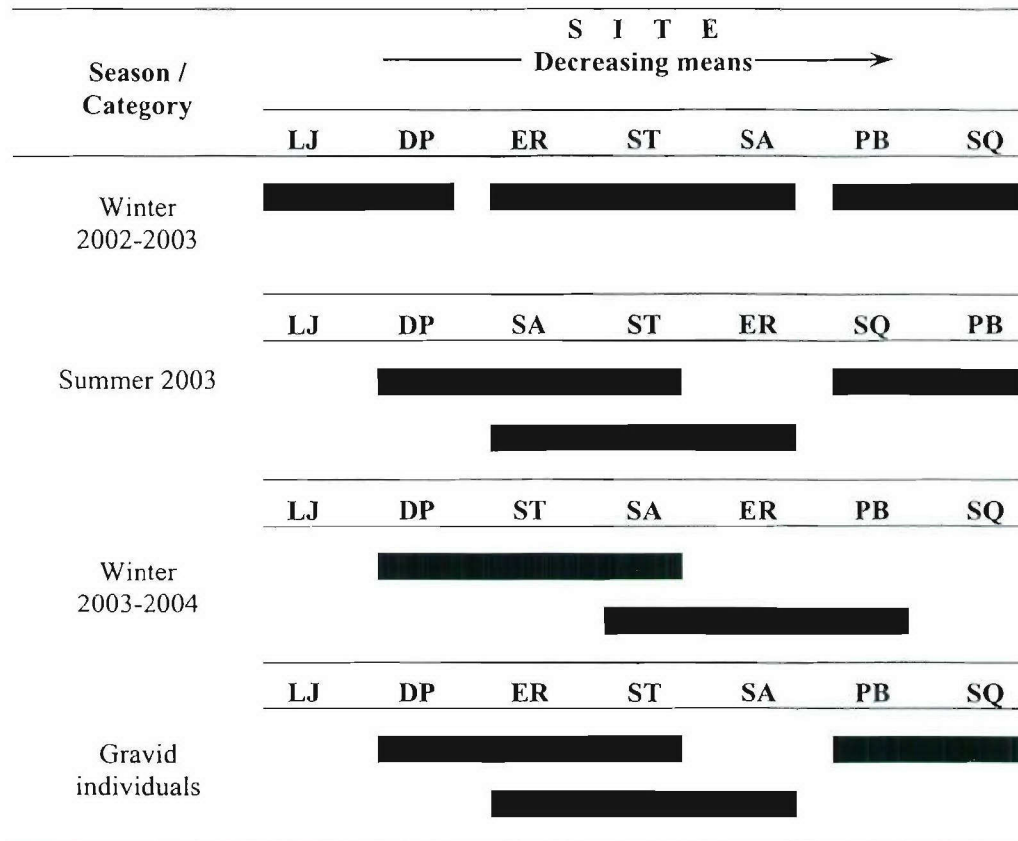 S I T E
Decreasing means
Season /
Category
LJ DP ER ST SA PB SQ
Winter
2002-2003
LJ DP SA ST ER SQ PB
Summer 2003
LJ DP ST SA ER PB SQ
Winter
2003-2004
LJ DP ER ST SA PB SQ
Gravid
individuals